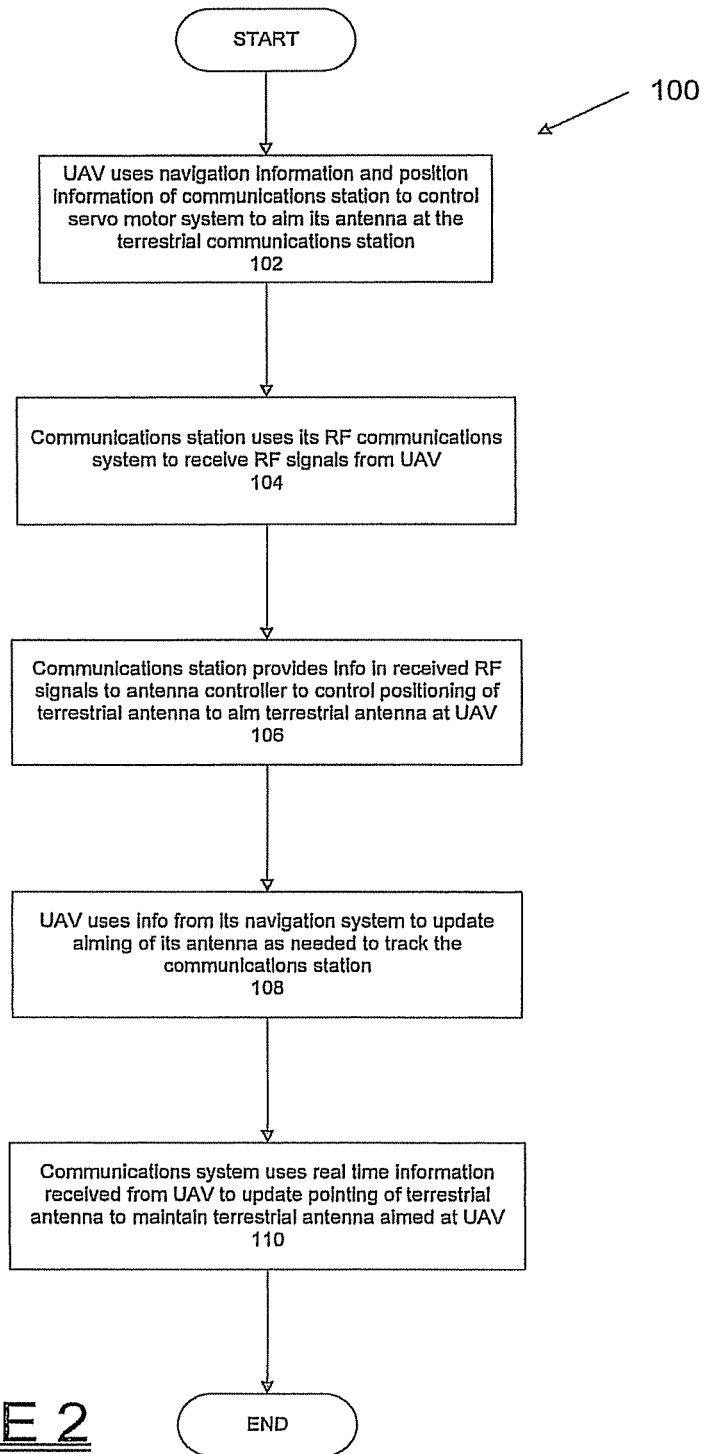 START
100
UAV uses navigation information and position
information of communications station to control
servo motor system to aim its antenna at the
terrestrial communications station
102
Communications station uses its RF communications
system to receive RF signals from UAV
104
Communications station provides info in received RF
signals to antenna controller to control positioning of
terrestrial antenna to aim terrestrial antenna at UAV
106
UAV uses info from its navigation system to update
aiming of its antenna as needed to track the
communications station
108
Communications system uses real time information
received from UAV to update pointing of terrestrial
antenna to maintain terrestrial antenna aimed at UAV
110
E 2
END